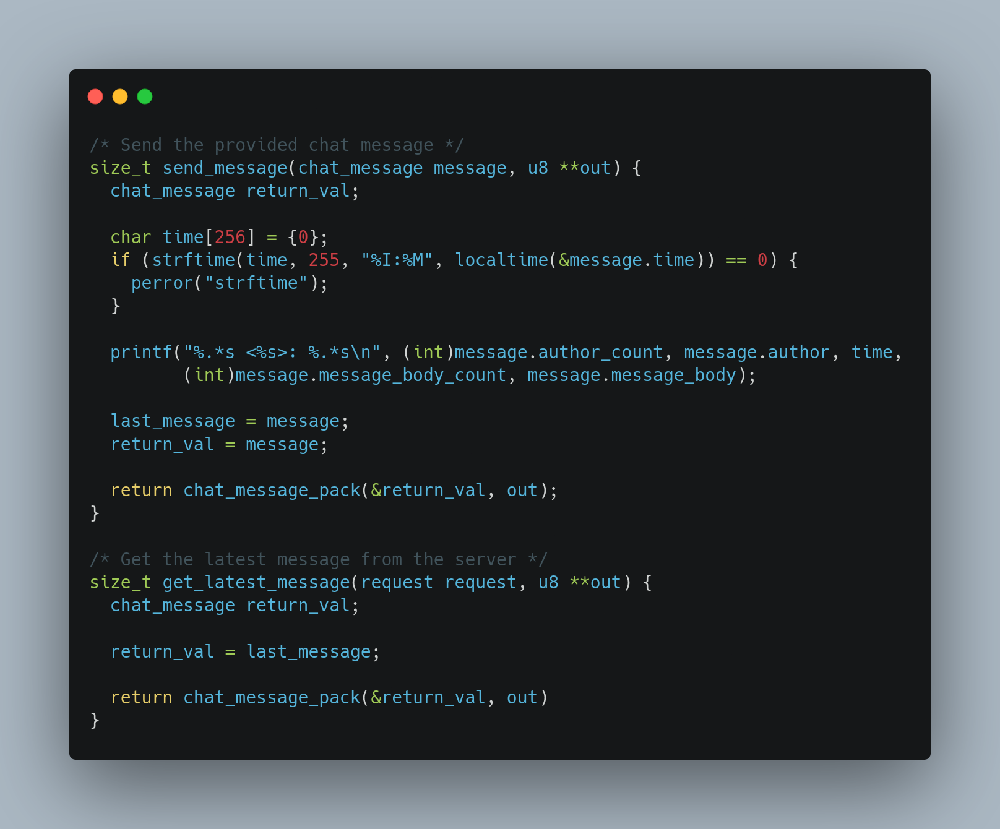 /* Send the provided chat message */
size_t send_message(chat_message message, u8 **out) {
  chat_message return_val;

  char time[256] = {0};
  if (strftime(time, 255, "%I:%M", localtime(&message.time)) == 0) {
    perror("strftime");
  }

  printf("%.*s <%s>: %.*s\n", (int)message.author_count, message.author, time,
         (int)message.message_body_count, message.message_body);

  last_message = message;
  return_val = message;

  return chat_message_pack(&return_val, out);
}

/* Get the latest message from the server */
size_t get_latest_message(request request, u8 **out) {
  chat_message return_val;

  return_val = last_message;

  return chat_message_pack(&return_val, out)
}